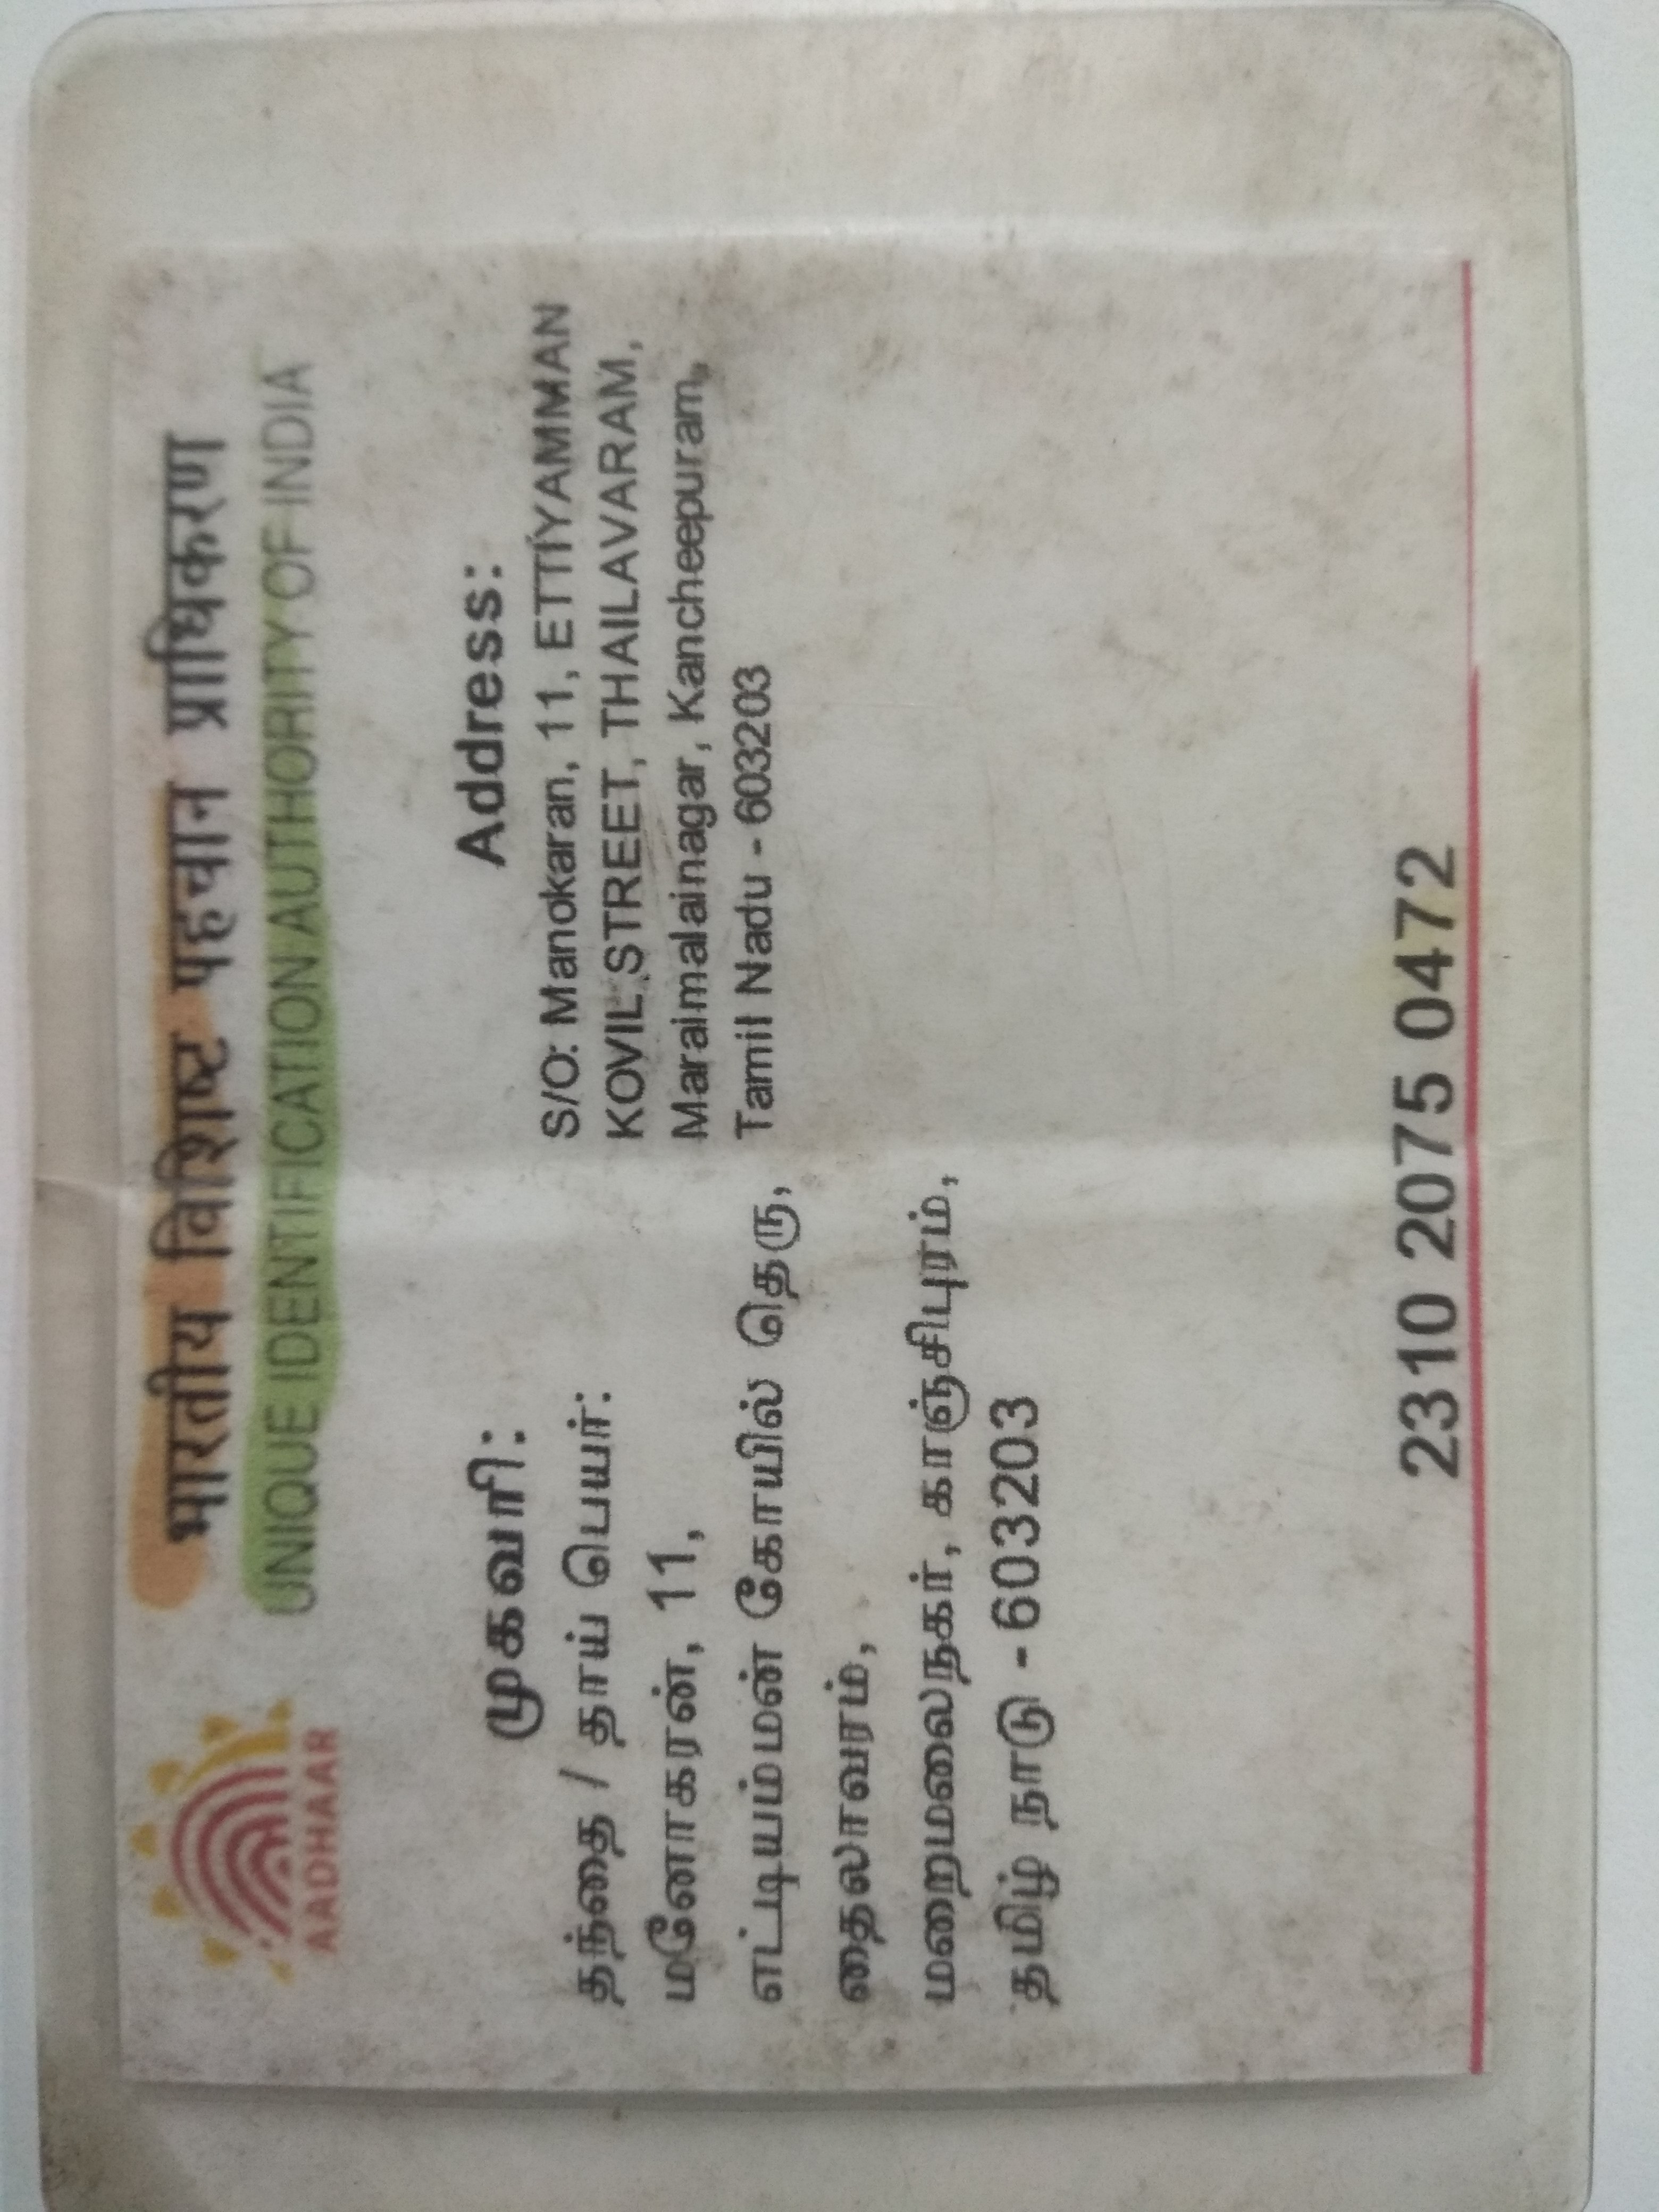 भारतीय विशिष्ट पहचान प्राधिकरण
UNIQUE IDENTIFICATION AUTHORITY OF INDIA
AADHAAR
முகவரி:
தந்தை / தாய் பெயர்:
மனோகரன், 11,
எட்டியம்மன் கோயில் தெரு,
தைலாவரம்,
மறைமலைநகர், காஞ்சிபுரம்,
தமிழ் நாடு - 603203
Address:
S/O: Manokaran, 11, ETTIYAMMAN
KOVIL STREET, THAILAVARAM,
Maraimalainagar, Kancheepuram,
Tamil Nadu - 603203
2310 2075 0472